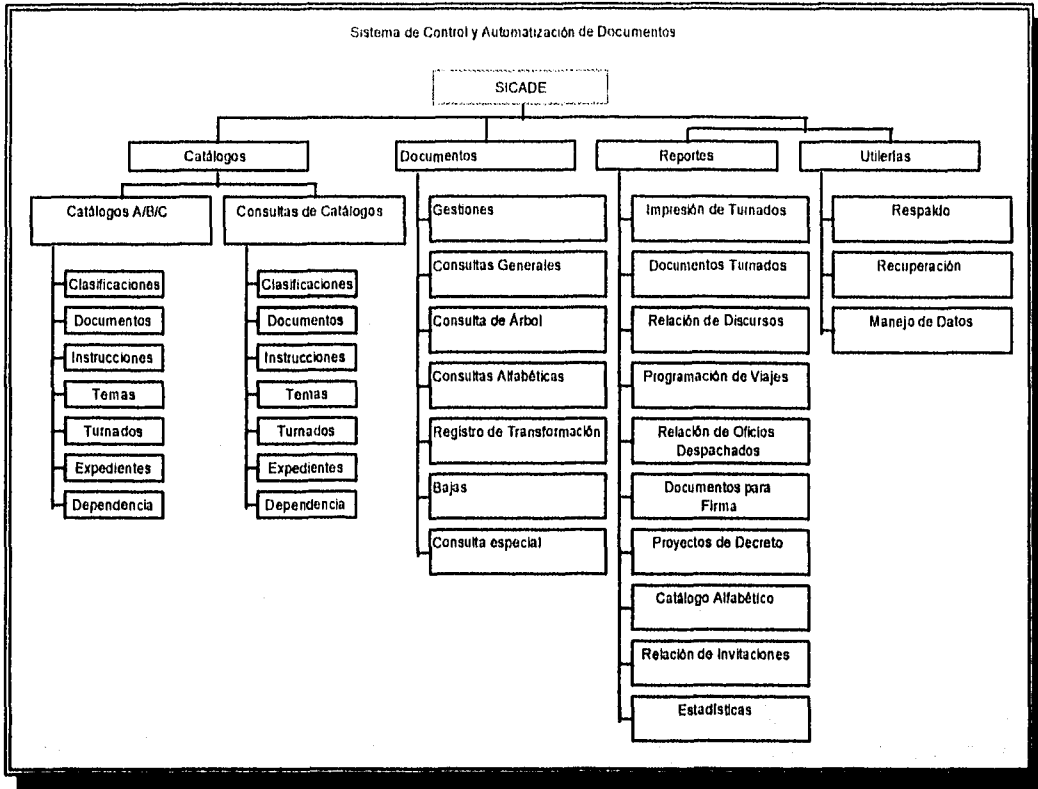 Sistema de Control y Automatización de Documentos
SICADE
Catálogos
Documentos
Reportes
Utilerías
Catálogos A/B/C
Consultas de Catálogos
Clasificaciones
Documentos
Instrucciones
Temas
Turnados
Expedientes
Dependencia
Clasificaciones
Documentos
Instrucciones
Temas
Turnados
Expedientes
Dependencia
Gestiones
Consultas Generales
Consulta de Árbol
Consultas Alfabéticas
Registro de Transformación
Bajas
Consulta especial
Impresión de Turnados
Documentos Turnados
Relación de Discursos
Programación de Viajes
Relación de Oficios
Despachados
Documentos para
Firma
Proyectos de Decreto
Catálogo Alfabético
Relación de Invitaciones
Estadísticas
Respaldo
Recuperación
Manejo de Datos